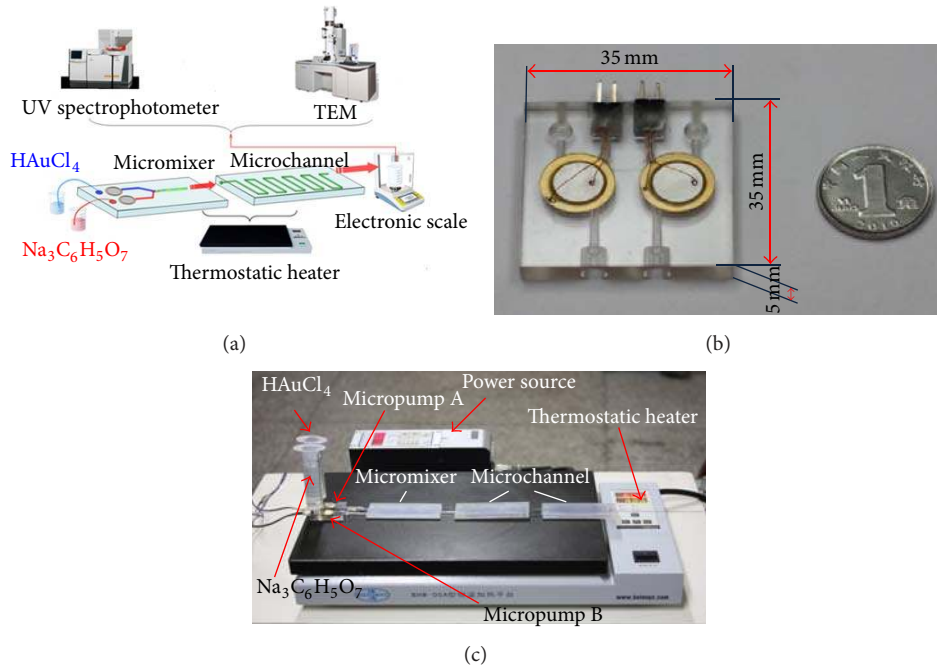 UV spectrophotometer
TEM
HAuCl4
Micromixer
Microchannel
Na3C6H5O7
Electronic scale
Thermostatic heater
(a)
35 mm
35 mm
5 mm
1
2010
(b)
HAuCl4
Power source
Micropump A
Thermostatic heater
Micromixer
Microchannel
Na3C6H5O7
Micropump B
(c)